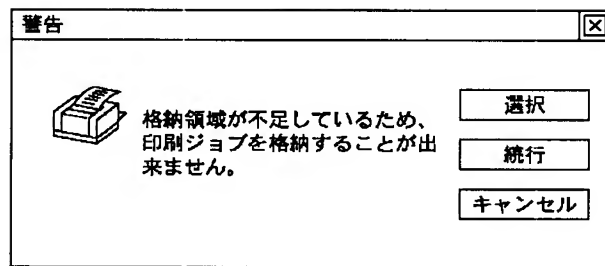 警告
格納領域が不足しているため、
印刷ジョブを格納することが出
来ません。
選択
続行
キャンセル